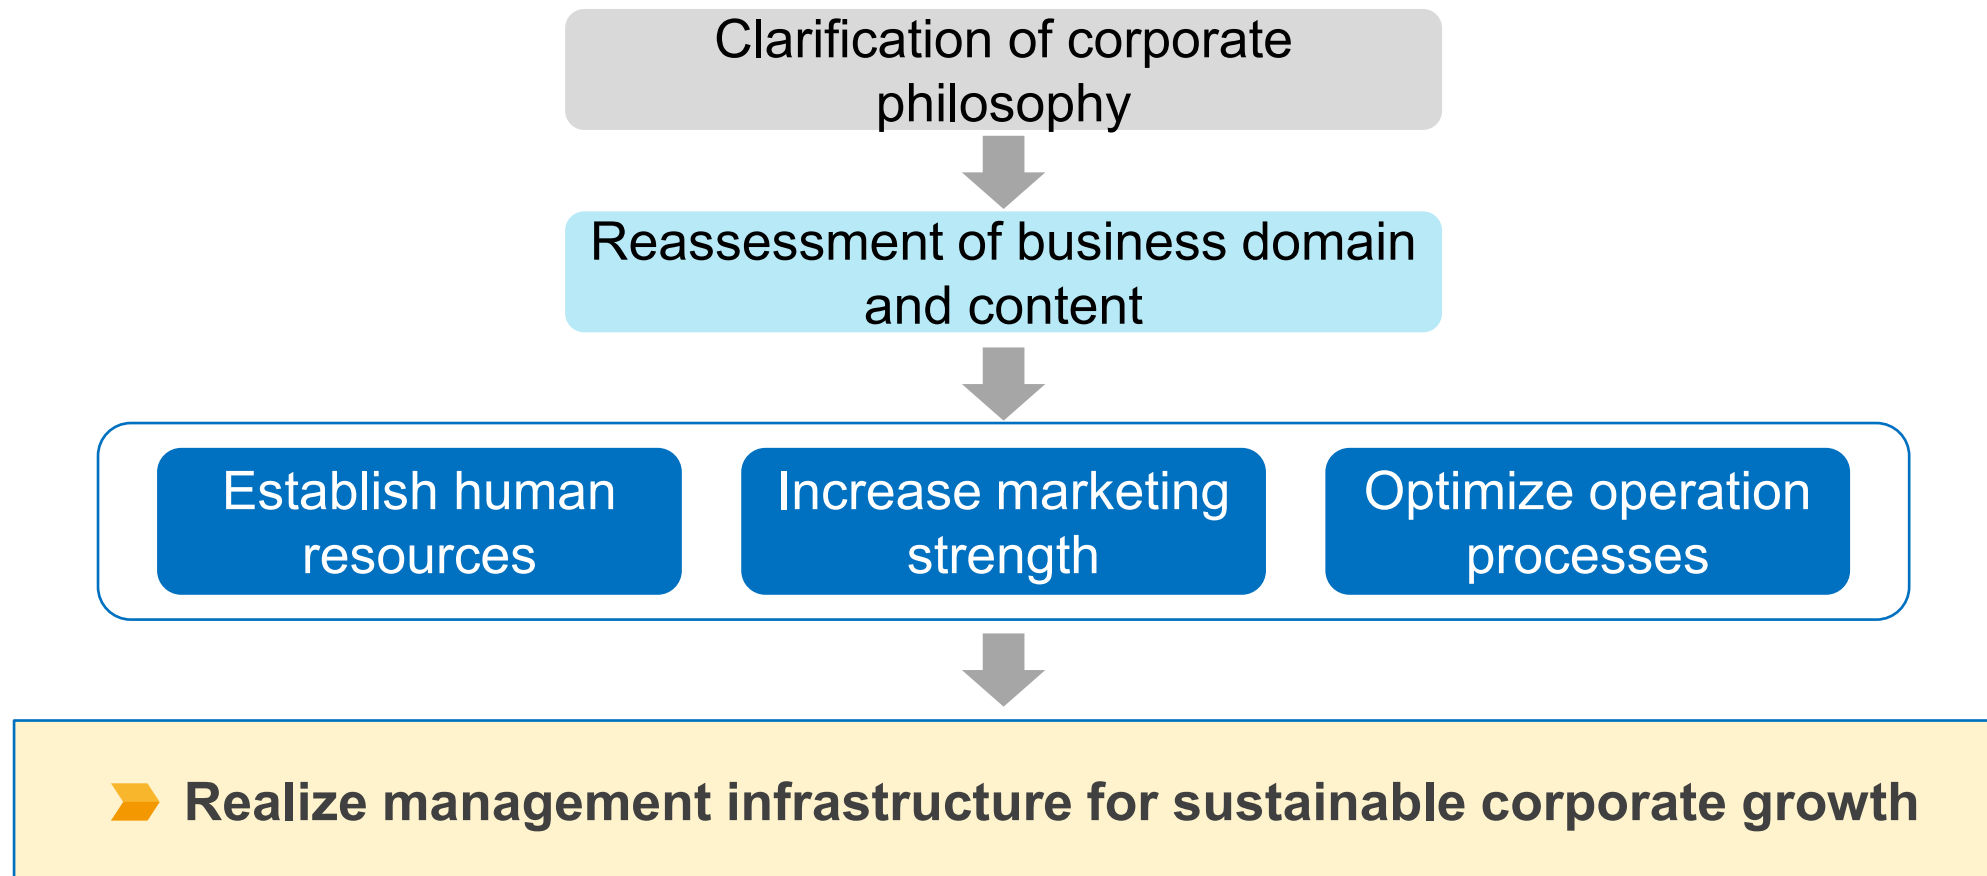 Clarification of corporate
philosophy
Reassessment of business domain
and content
Establish human
resources
Increase marketing
strength
Optimize operation
processes
Realize management infrastructure for sustainable corporate growth